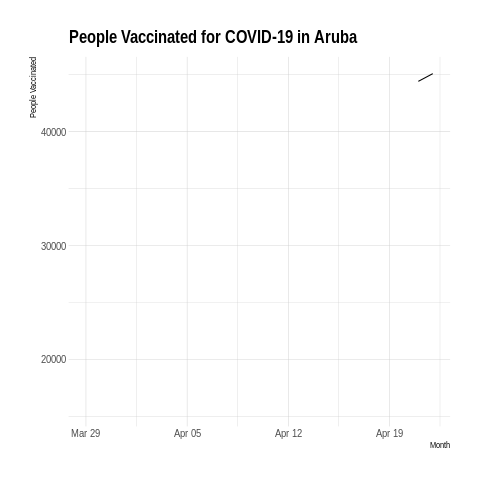 People Vaccinated for COVID-19 in Aruba
People Vaccinated
40000
30000
20000
Mar 29 Apr 05 Apr 12 Apr 19
Month